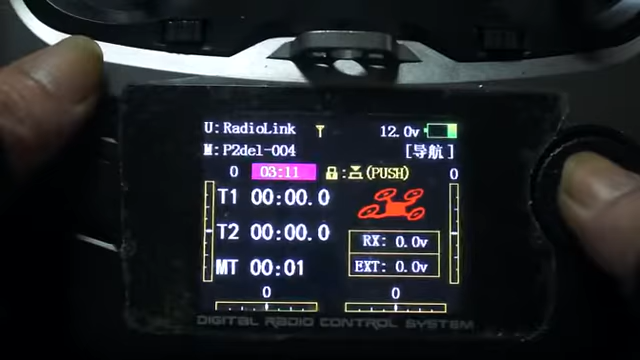 U: RadioLink 12.0v
M: P2del-004 [导航]
0 03:11 :(PUSH) 0
T1 00:00.0
T2 00:00.0 RX: 0.0v
MT 00:01 EXT: 0.0v
0 0
DIGITAL RADIO CONTROL SYSTEM